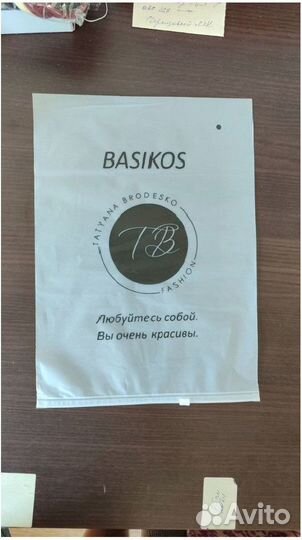 BASIKOS
TATYANA BRODESKO
TB
FASHION
Любуйтесь собой.
Вы очень красивы.
Avito